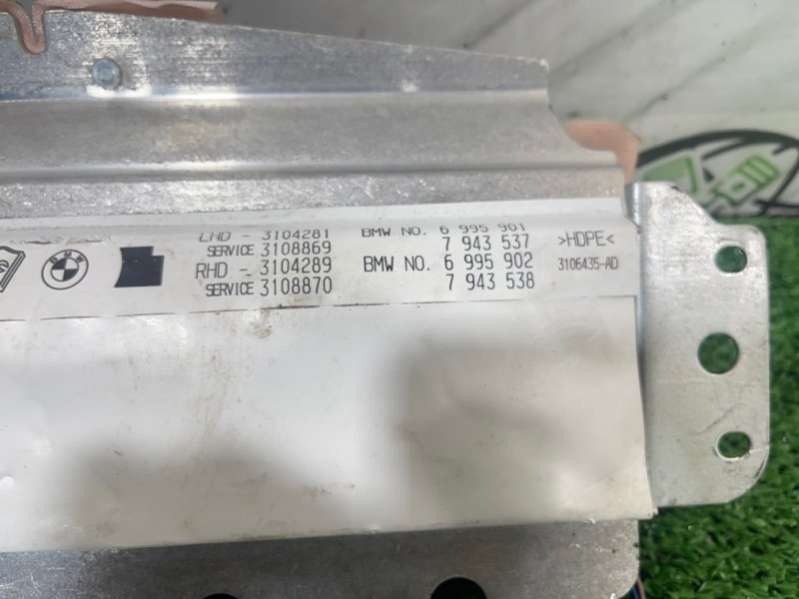 LHD - 3104281 BMW NO. 6 995 901
SERVICE 3108869 7 943 537 >HDPE<
RHD - 3104289 BMW NO. 6 995 902 3106435-AD
SERVICE 3108870 7 943 538
BMW